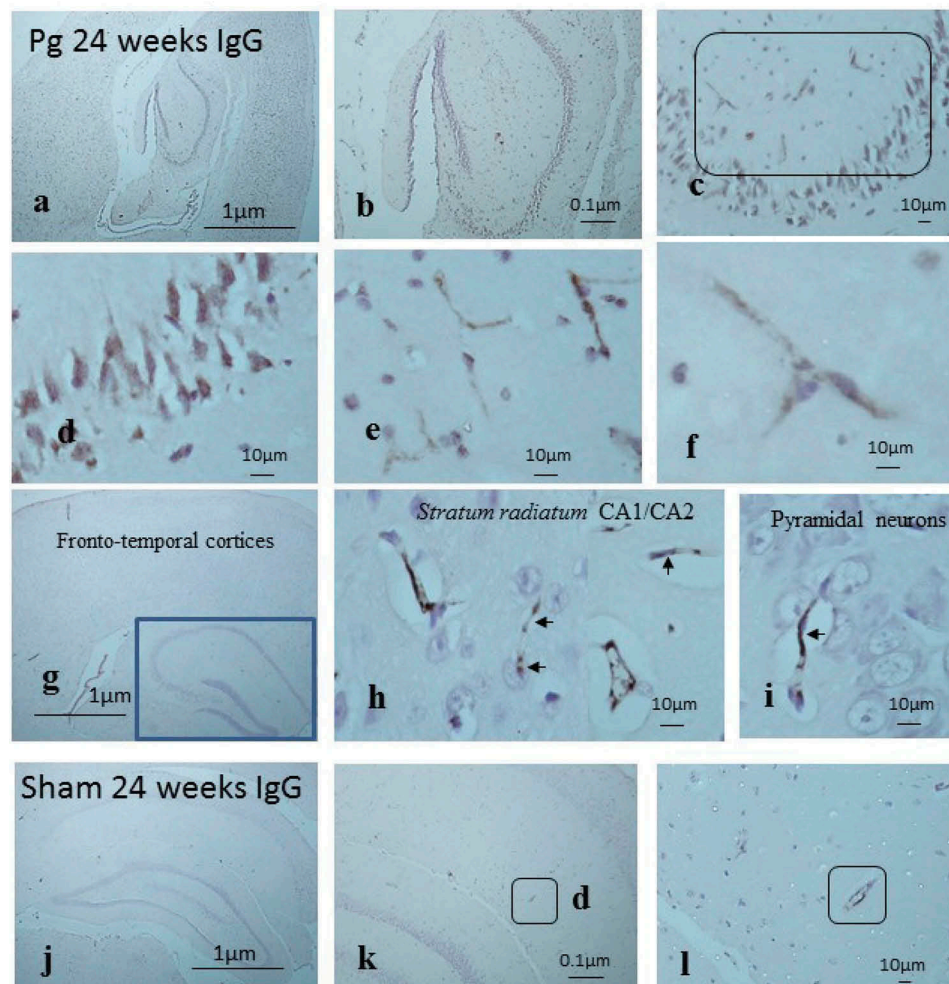 Pg 24 weeks IgG
a
1µm
b
0.1µm
c
10µm
d
10µm
e
10µm
f
10µm
Fronto-temporal cortices
g
1µm
Stratum radiatum CA1/CA2
h
10µm
Pyramidal neurons
i
10µm
Sham 24 weeks IgG
j
1µm
k
d
0.1µm
l
10µm